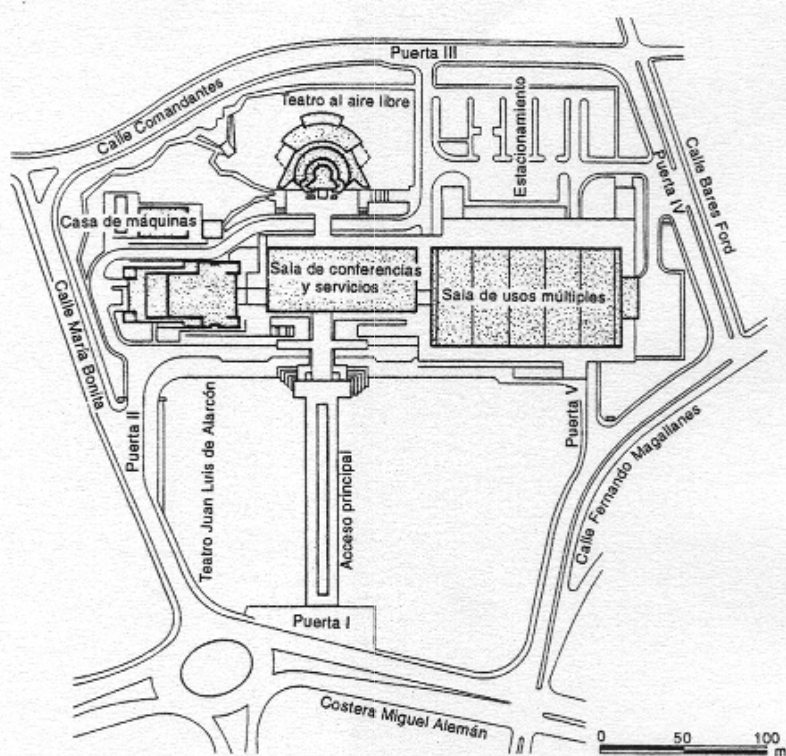 Puerta III
Calle Comandantes
Teatro al aire libre
Estacionamiento
Puerta IV
Calle Bares Ford
Casa de máquinas
Sala de conferencias
y servicios
Sala de usos múltiples
Calle María Bonita
Puerta II
Teatro Juan Luis de Alarcón
Acceso principal
Puerta V
Calle Fernando Magallanes
Puerta I
Costera Miguel Alemán
0 50 100
m